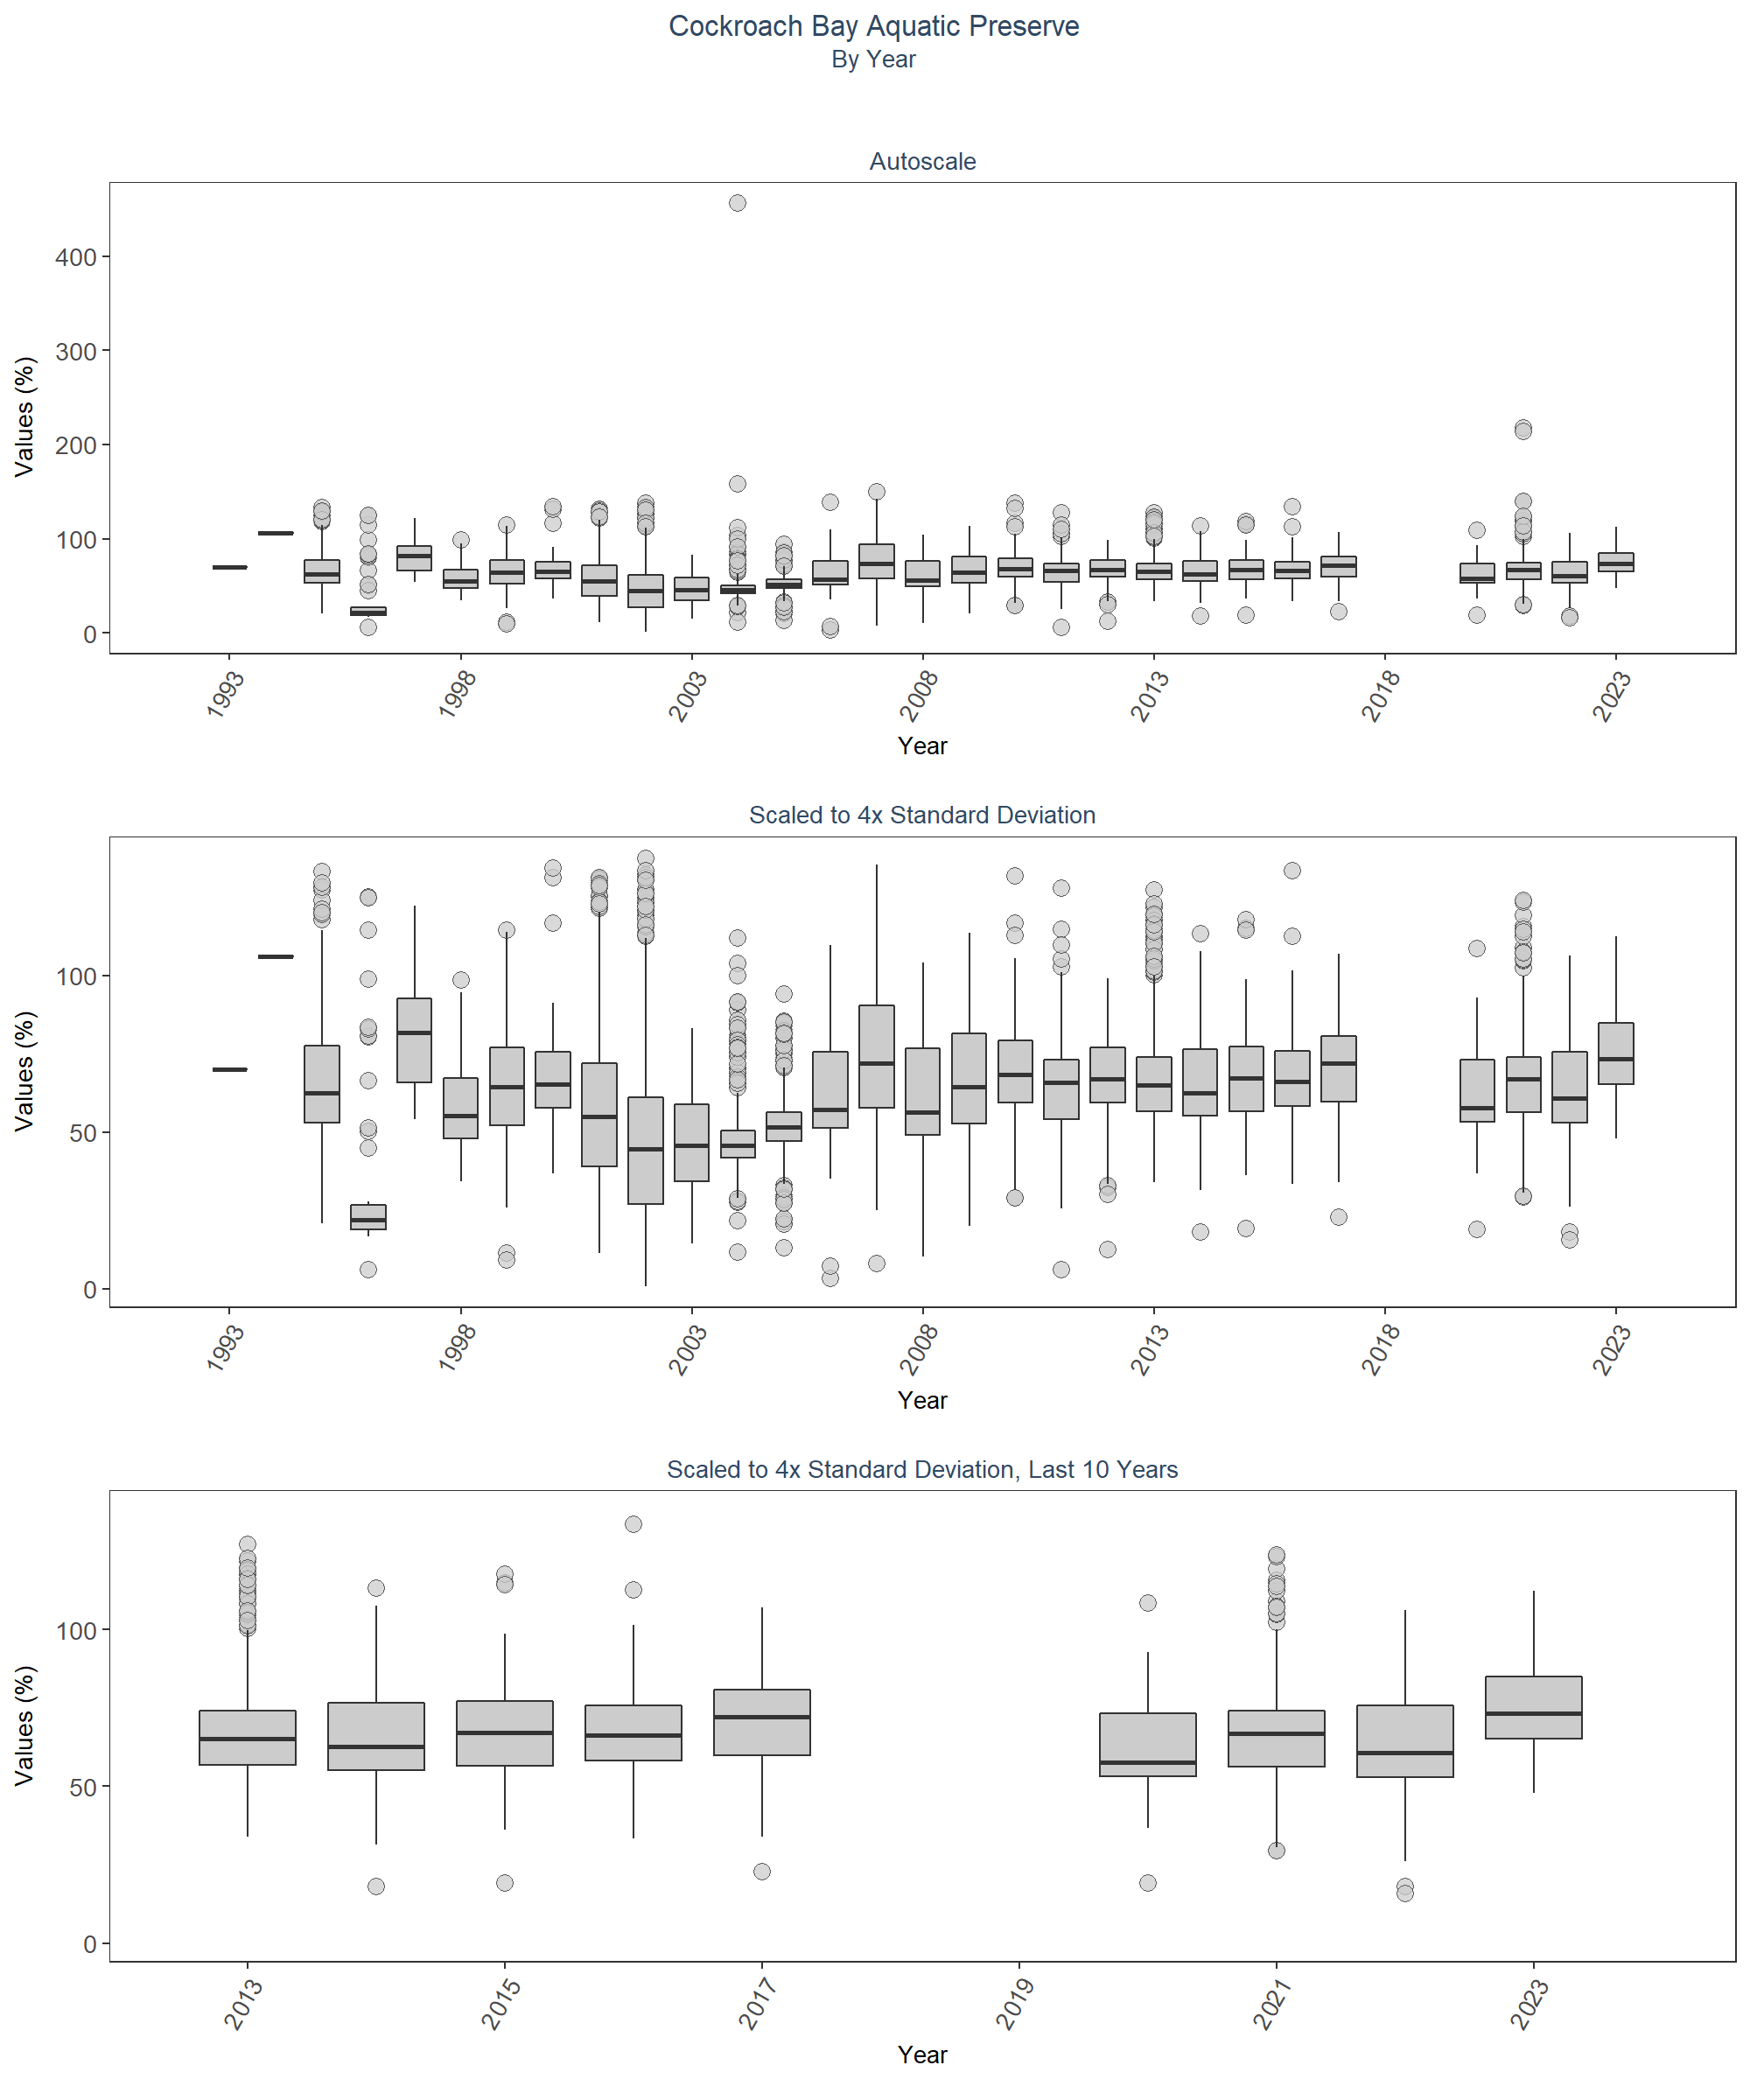 Cockroach Bay Aquatic Preserve
By Year
Autoscale
Values (%)
400
300
200
100
0
1993 1998 2003 2008 2013 2018 2023
Year
Scaled to 4x Standard Deviation
Values (%)
100
50
0
1993 1998 2003 2008 2013 2018 2023
Year
Scaled to 4x Standard Deviation, Last 10 Years
Values (%)
100
50
0
2013 2015 2017 2019 2021 2023
Year